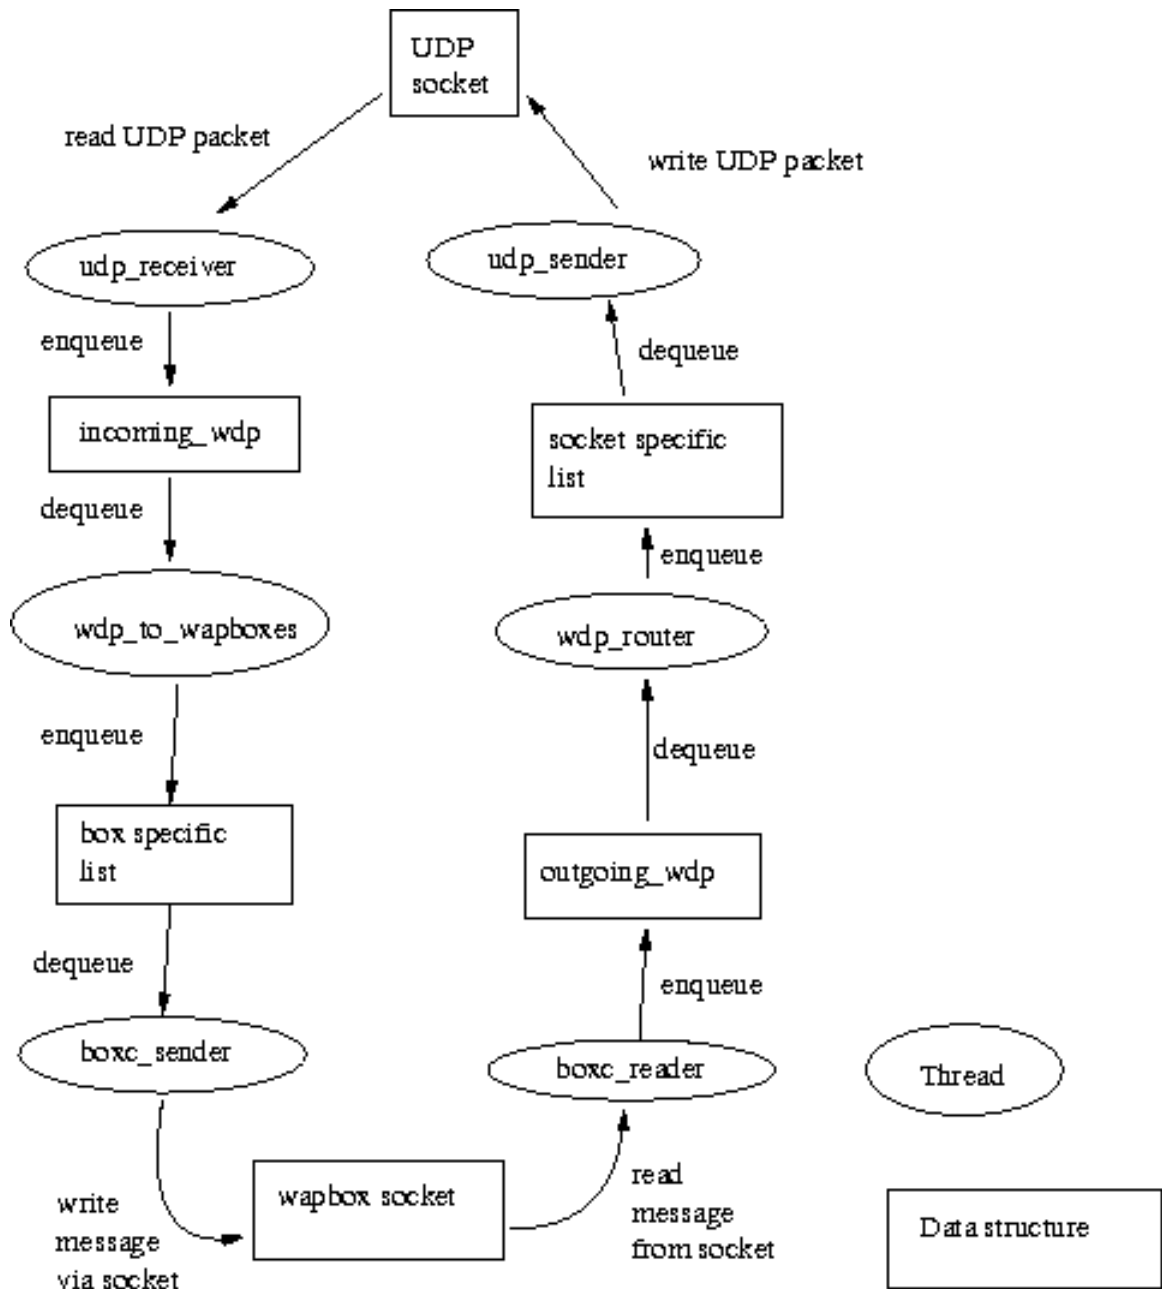 UDP
socket
read UDP packet
write UDP packet
udp_receiver
udp_sender
enqueue
dequeue
incoming_wdp
socket specific
list
dequeue
enqueue
wdp_to_wapboxes
wdp_router
enqueue
dequeue
box specific
list
outgoing_wdp
dequeue
enqueue
boxc_sender
boxc_reader
Thread
write
message
via socket
wapbox socket
read
message
from socket
Data structure